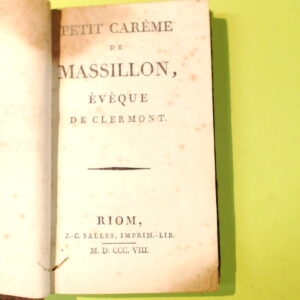 PETIT CARÊME
DE
MASSILLON,
ÉVÊQUE
DE CLERMONT.
RIOM,
J.-C. SALLES, IMPRIM.-LIB.
M. D. CCC. VIII.